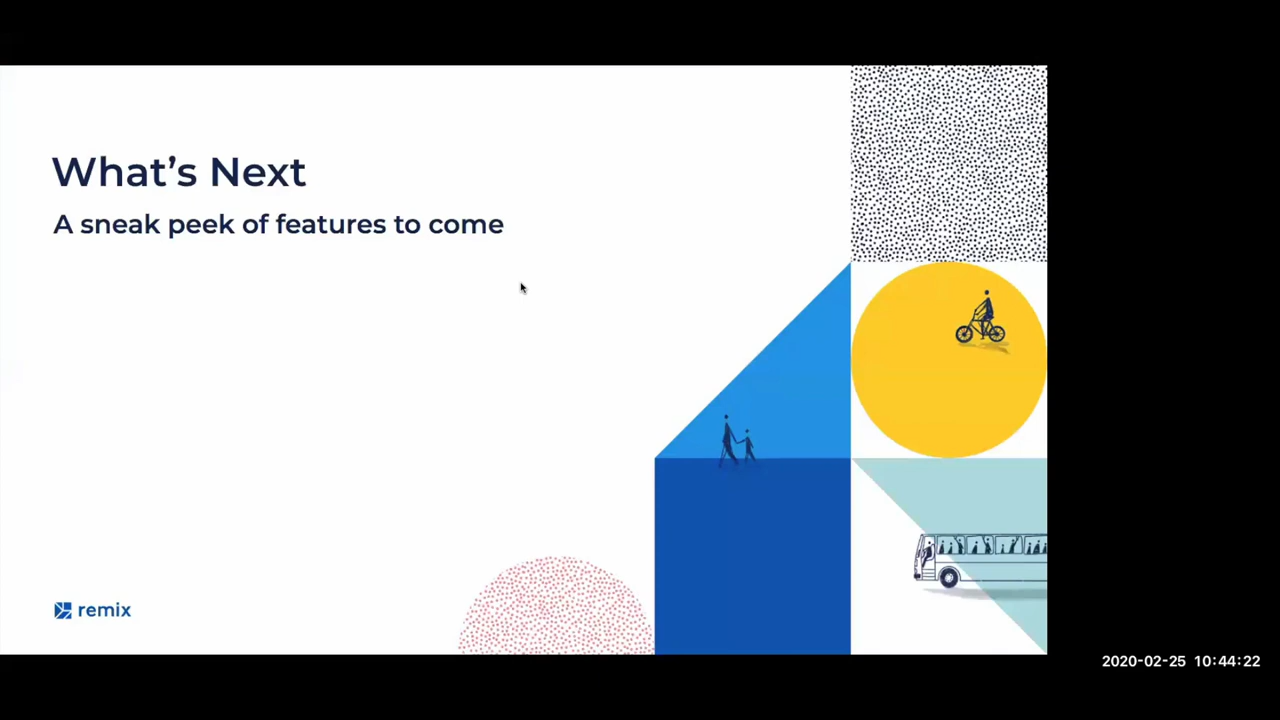 What’s Next
A sneak peek of features to come
remix
2020-02-25 10:44:22